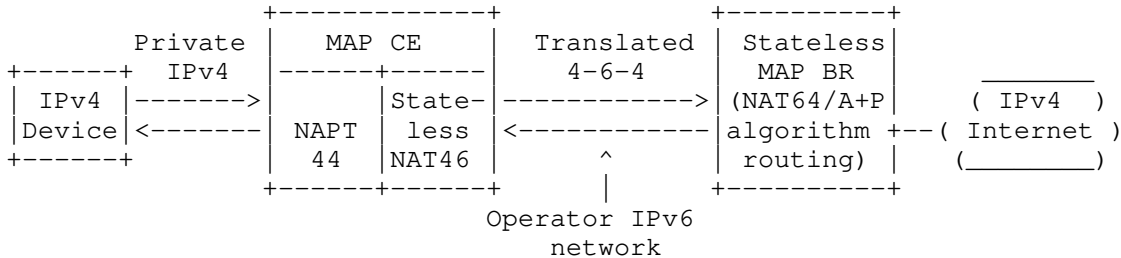 Private MAP CE Translated Stateless
IPv4 4-6-4 MAP BR
IPv4 State- (NAT64/A+P ( IPv4 )
Device NAPT less algorithm ( Internet )
44 NAT46 ^ routing) (________)
Operator IPv6
network